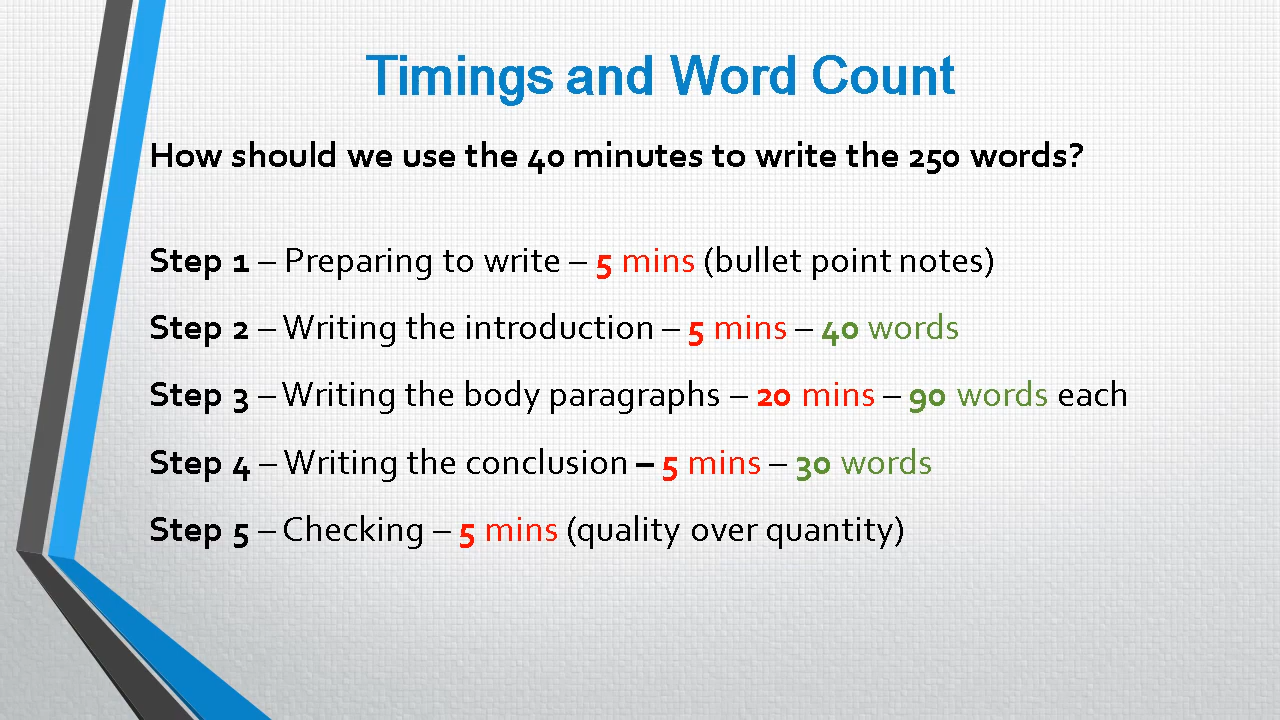 Timings and Word Count
How should we use the 40 minutes to write the 250 words?
Step 1 – Preparing to write – 5 mins (bullet point notes)
Step 2 – Writing the introduction – 5 mins – 40 words
Step 3 – Writing the body paragraphs – 20 mins – 90 words each
Step 4 – Writing the conclusion – 5 mins – 30 words
Step 5 – Checking – 5 mins (quality over quantity)